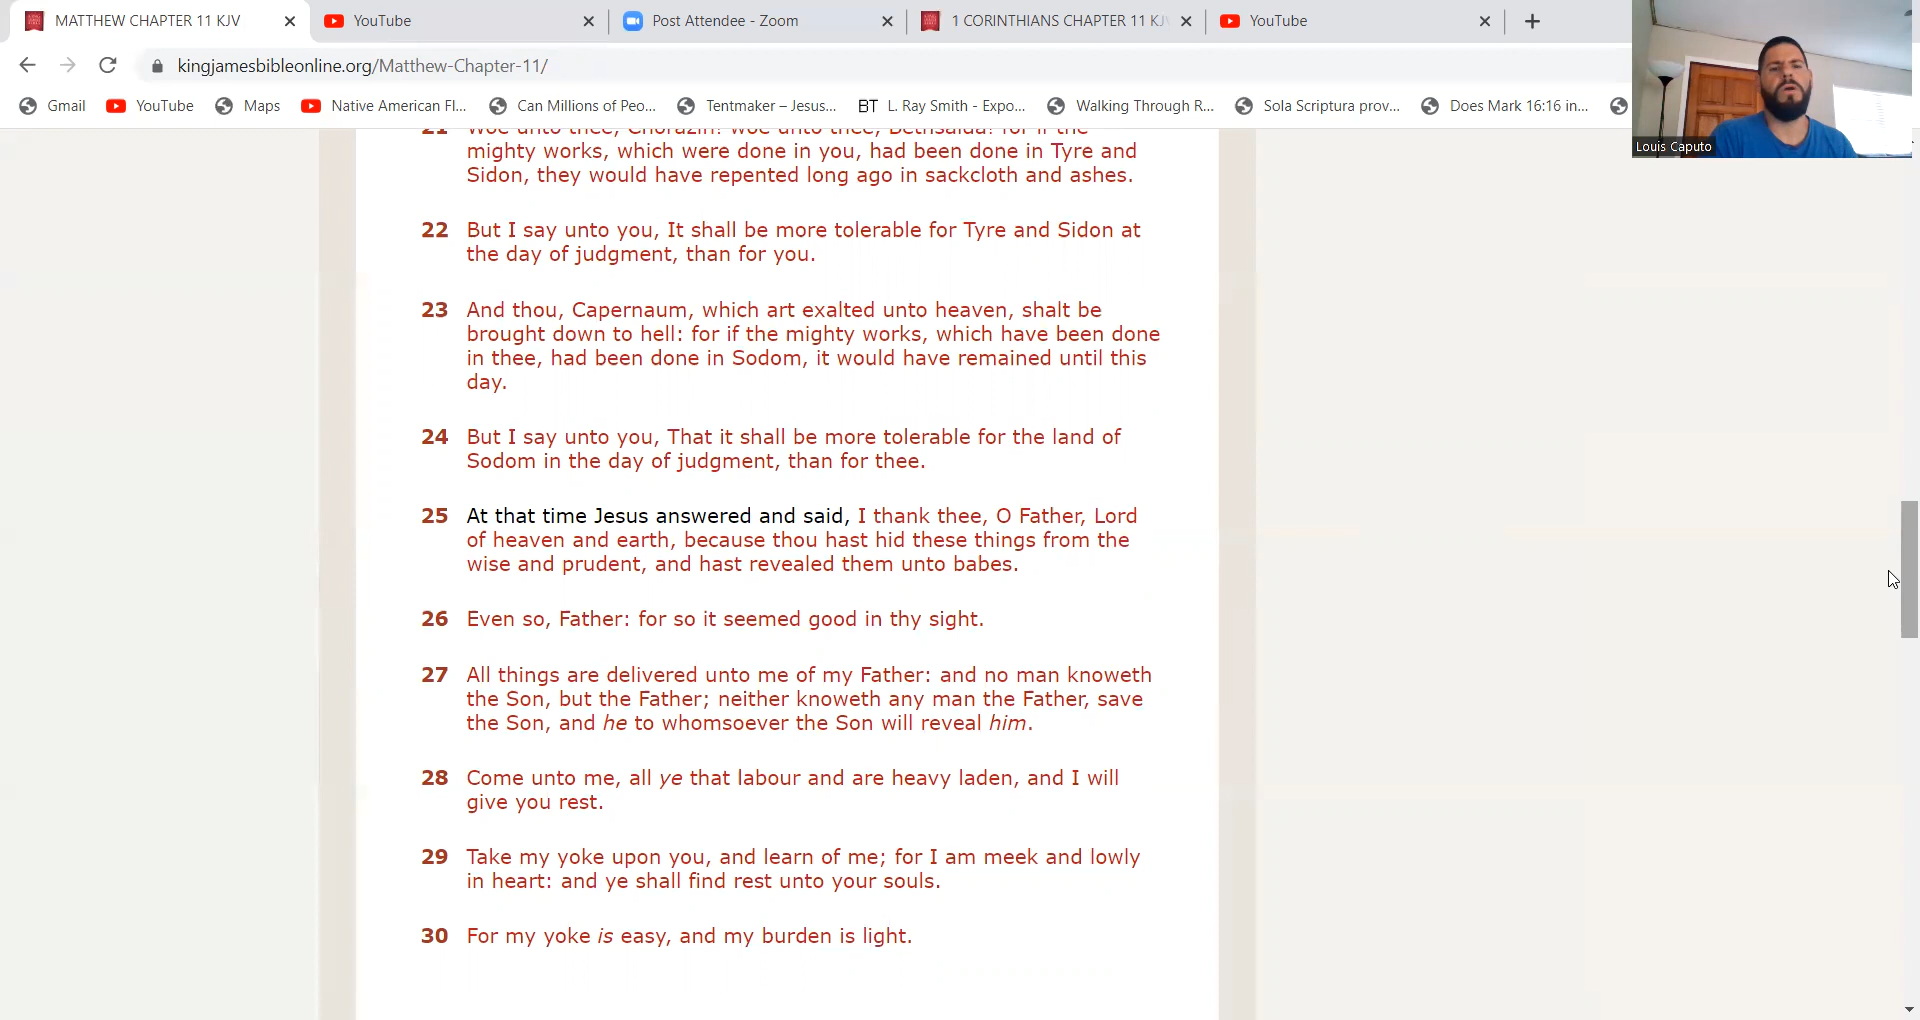 MATTHEW CHAPTER 11 KJV
YouTube
Post Attendee - Zoom
1 CORINTHIANS CHAPTER 11 KJV
YouTube
kingjamesbibleonline.org/Matthew-Chapter-11/
Gmail
YouTube
Maps
Native American Fl...
Can Millions of Peo...
Tentmaker – Jesus...
BT L. Ray Smith - Expo...
Walking Through R...
Sola Scriptura prov...
Does Mark 16:16 in...
Louis Caputo
21 Woe unto thee, Chorazin! woe unto thee, Bethsaida! for if the
mighty works, which were done in you, had been done in Tyre and
Sidon, they would have repented long ago in sackcloth and ashes.
22 But I say unto you, It shall be more tolerable for Tyre and Sidon at
the day of judgment, than for you.
23 And thou, Capernaum, which art exalted unto heaven, shalt be
brought down to hell: for if the mighty works, which have been done
in thee, had been done in Sodom, it would have remained until this
day.
24 But I say unto you, That it shall be more tolerable for the land of
Sodom in the day of judgment, than for thee.
25 At that time Jesus answered and said, I thank thee, O Father, Lord
of heaven and earth, because thou hast hid these things from the
wise and prudent, and hast revealed them unto babes.
26 Even so, Father: for so it seemed good in thy sight.
27 All things are delivered unto me of my Father: and no man knoweth
the Son, but the Father; neither knoweth any man the Father, save
the Son, and he to whomsoever the Son will reveal him.
28 Come unto me, all ye that labour and are heavy laden, and I will
give you rest.
29 Take my yoke upon you, and learn of me; for I am meek and lowly
in heart: and ye shall find rest unto your souls.
30 For my yoke is easy, and my burden is light.